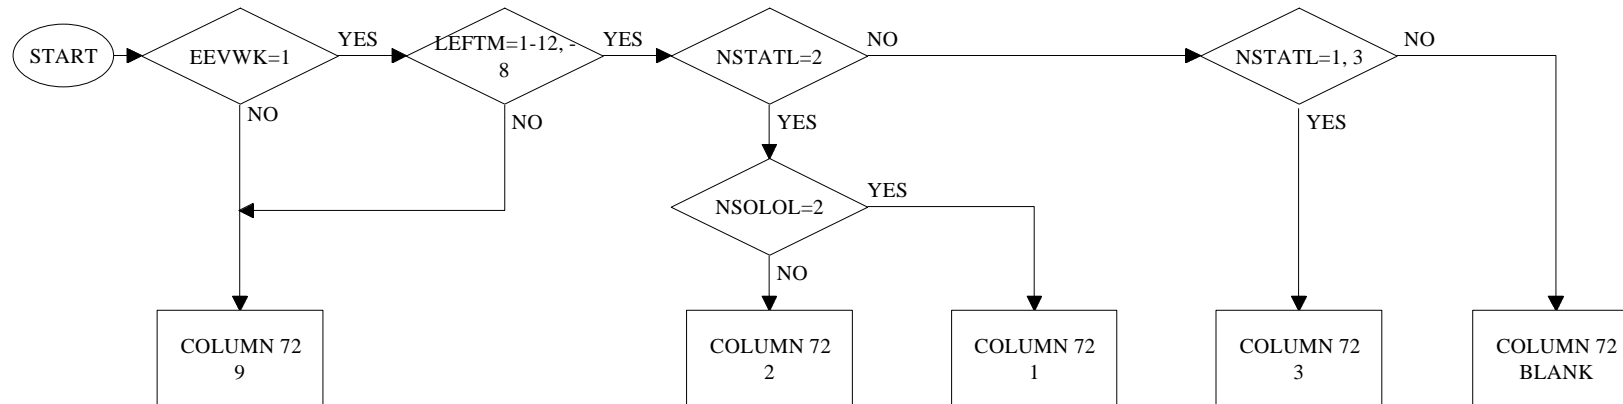 START
EEVWK=1
YES
LEFTM=1-12, -
8
YES
NSTATL=2
NO
NSTATL=1, 3
NO
NO
NO
YES
YES
NSOLOL=2
YES
NO
COLUMN 72
9
COLUMN 72
2
COLUMN 72
1
COLUMN 72
3
COLUMN 72
BLANK